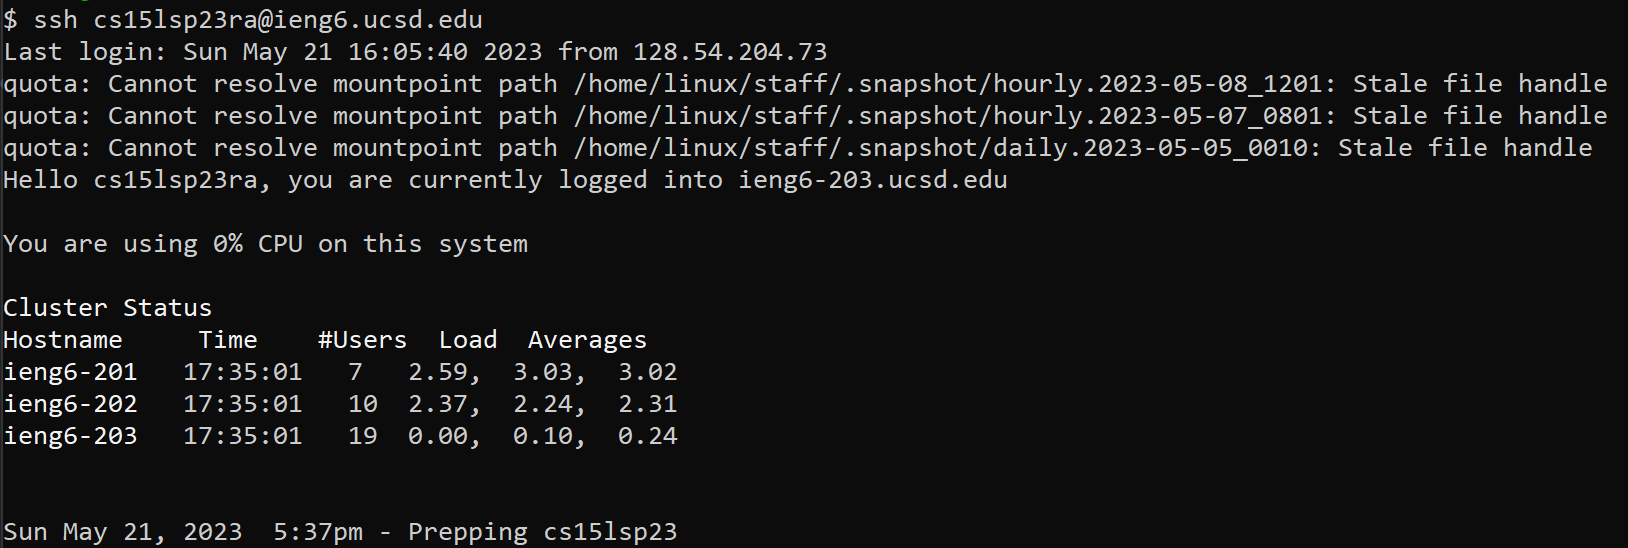 $ ssh cs15lsp23ra@ieng6.ucsd.edu
Last login: Sun May 21 16:05:40 2023 from 128.54.204.73
quota: Cannot resolve mountpoint path /home/linux/staff/.snapshot/hourly.2023-05-08_1201: Stale file handle
quota: Cannot resolve mountpoint path /home/linux/staff/.snapshot/hourly.2023-05-07_0801: Stale file handle
quota: Cannot resolve mountpoint path /home/linux/staff/.snapshot/daily.2023-05-05_0010: Stale file handle
Hello cs15lsp23ra, you are currently logged into ieng6-203.ucsd.edu
You are using 0% CPU on this system
Cluster Status
Hostname     Time    #Users  Load  Averages
ieng6-201   17:35:01   7   2.59,  3.03,  3.02
ieng6-202   17:35:01   10  2.37,  2.24,  2.31
ieng6-203   17:35:01   19  0.00,  0.10,  0.24
Sun May 21, 2023  5:37pm - Prepping cs15lsp23